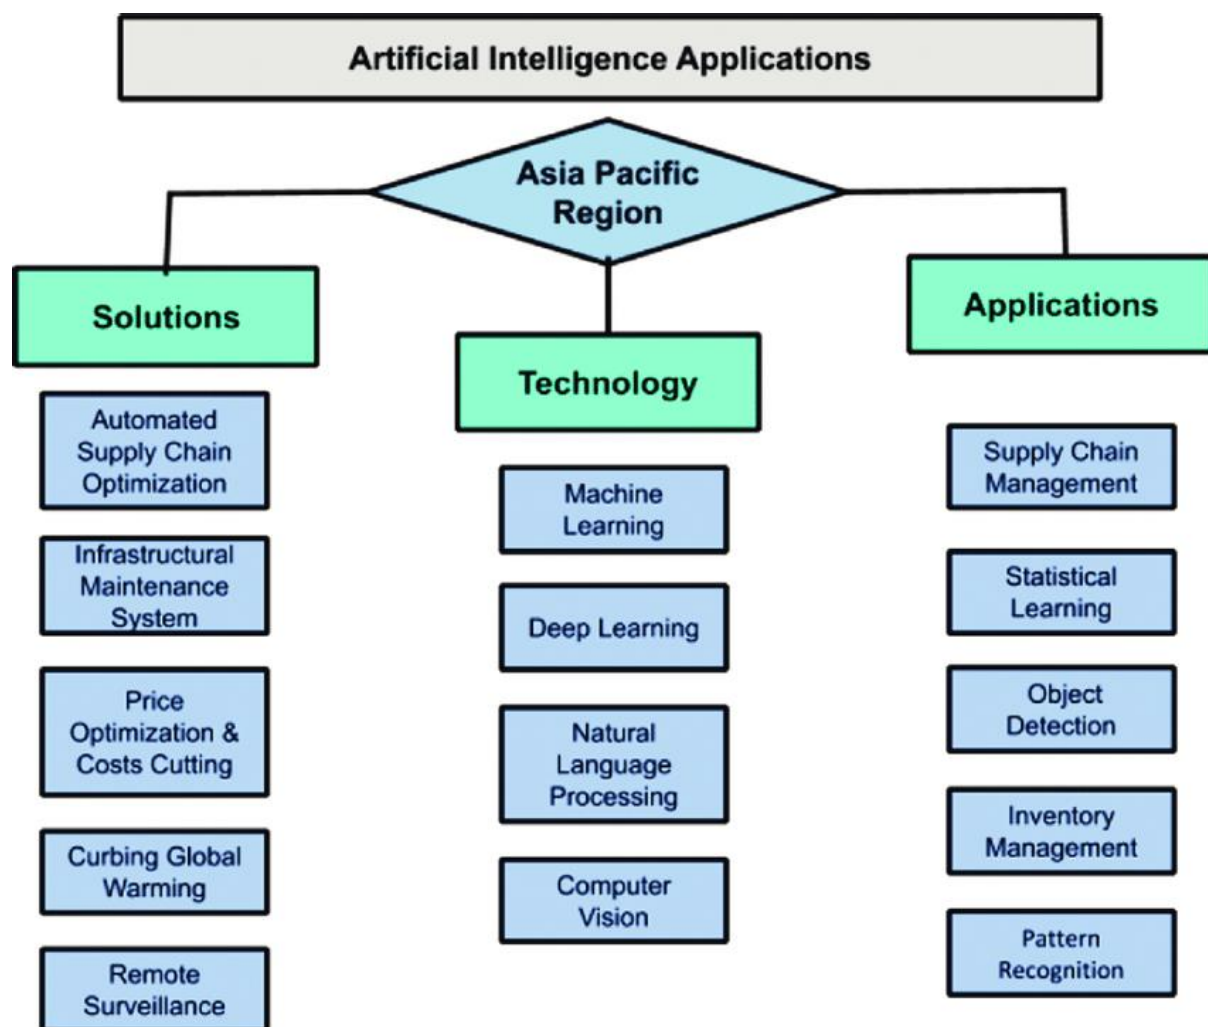 Artificial Intelligence Applications
Asia Pacific
Region
Solutions
Automated
Supply Chain
Optimization
Infrastructural
Maintenance
System
Price
Optimization &
Costs Cutting
Curbing Global
Warming
Remote
Surveillance
Technology
Machine
Learning
Deep Learning
Natural
Language
Processing
Computer
Vision
Applications
Supply Chain
Management
Statistical
Learning
Object
Detection
Inventory
Management
Pattern
Recognition